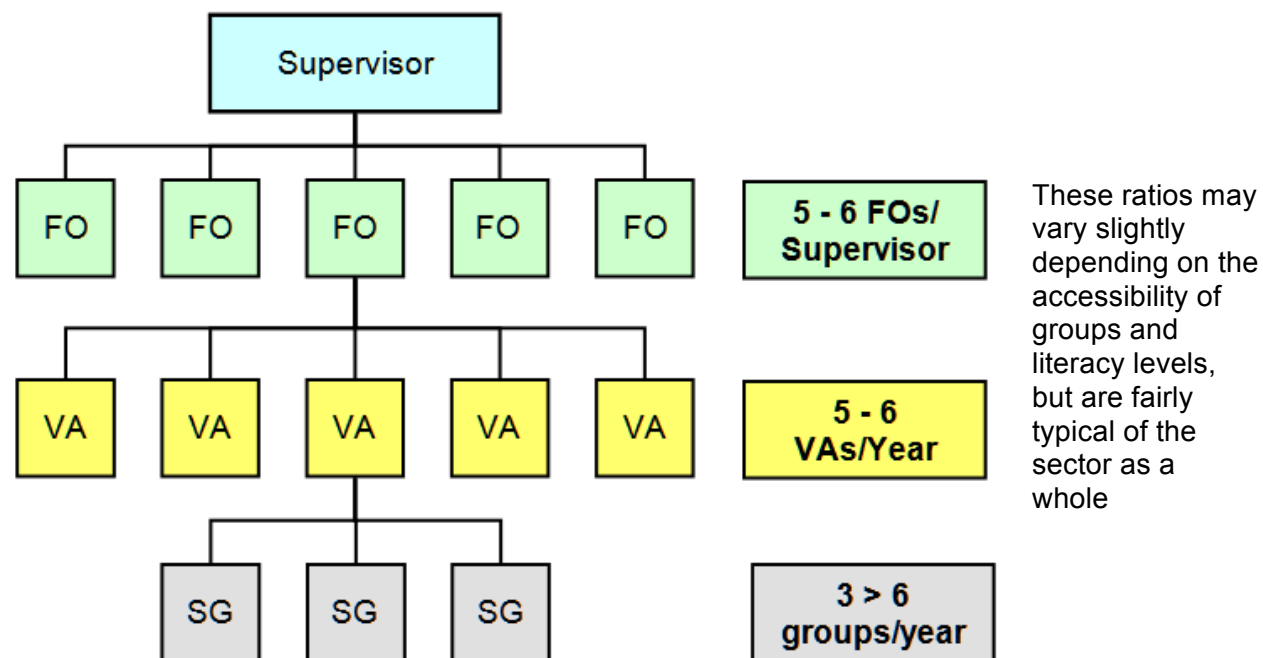 Supervisor
FO FO FO FO FO
5 - 6 FOs/
Supervisor
VA VA VA VA VA
5 - 6
VAs/Year
SG SG SG
3 > 6
groups/year
These ratios may
vary slightly
depending on the
accessibility of
groups and
literacy levels,
but are fairly
typical of the
sector as a
whole